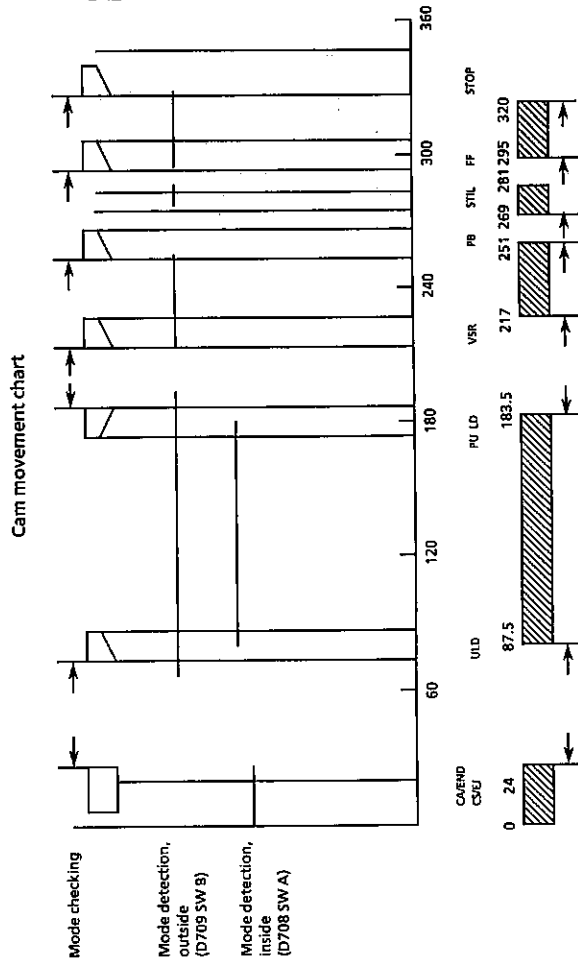 Cam movement chart
Mode checking
Mode detection,
outside
(D709 SW B)
Mode detection,
inside
(D708 SW A)
60
120
180
240
300
360
CA/END
CS/EJ
ULD
PU LD
VSR
PB
STIL
FF
STOP
0
24
87.5
183.5
217
251
269
281
295
320